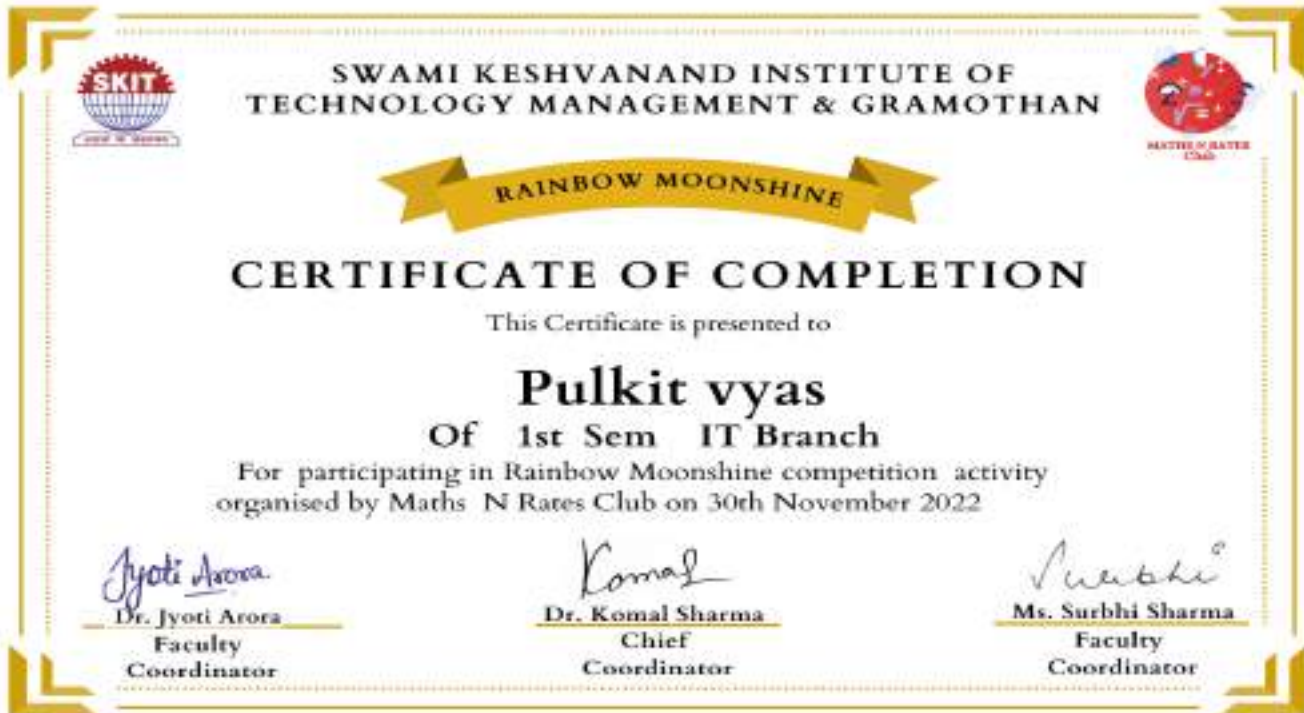 SKIT
SWAMI KESHVANAND INSTITUTE OF
TECHNOLOGY MANAGEMENT & GRAMOTHAN
MATHS N RATES
Club
RAINBOW MOONSHINE
CERTIFICATE OF COMPLETION
This Certificate is presented to
Pulkit vyas
Of 1st Sem IT Branch
For participating in Rainbow Moonshine competition activity
organised by Maths N Rates Club on 30th November 2022
Jyoti Arora
Komal
Surbhi
Dr. Jyoti Arora
Dr. Komal Sharma
Ms. Surbhi Sharma
Faculty
Chief
Faculty
Coordinator
Coordinator
Coordinator